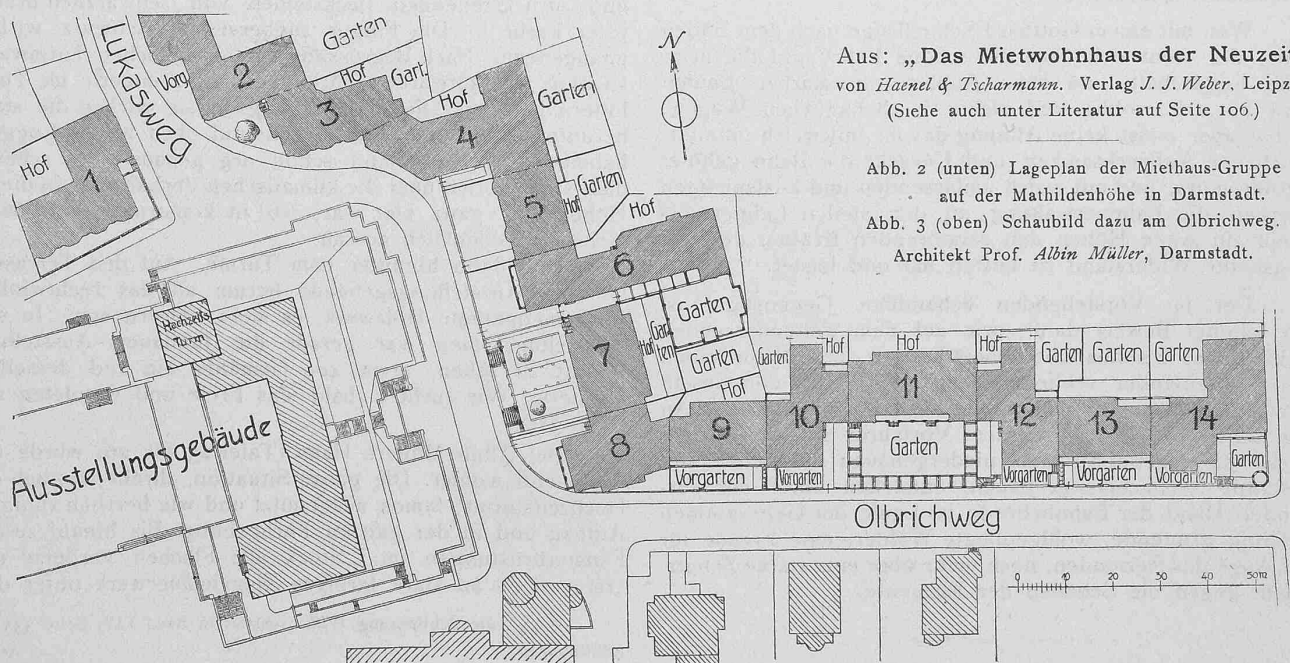 Aus: „Das Mietwohnhaus der Neuzeit
von Haenel & Tscharmann. Verlag J. J. Weber, Leipz
(Siehe auch unter Literatur auf Seite 106.)
Abb. 2 (unten) Lageplan der Miethaus-Gruppe
auf der Mathildenhöhe in Darmstadt.
Abb. 3 (oben) Schaubild dazu am Olbrichweg.
Architekt Prof. Albin Müller, Darmstadt.
N
Lukasweg
Vorg.
2
Garten
3
Hof
Gart.
4
Hof
Garten
Hof
1
5
Hof
Garten
Hof
6
Garten
7
Hof
Garten
Garten
Hof
Hochzeits
Turm
Ausstellungsgebäude
8
9
Vorgarten
Garten
10
Vorgarten
Hof
Hof
11
Garten
Hof
12
Vorgarten
Garten
Garten
13
Vorgarten
Garten
14
Vorgarten
Garten
Olbrichweg
0 10 20 30 40 50m